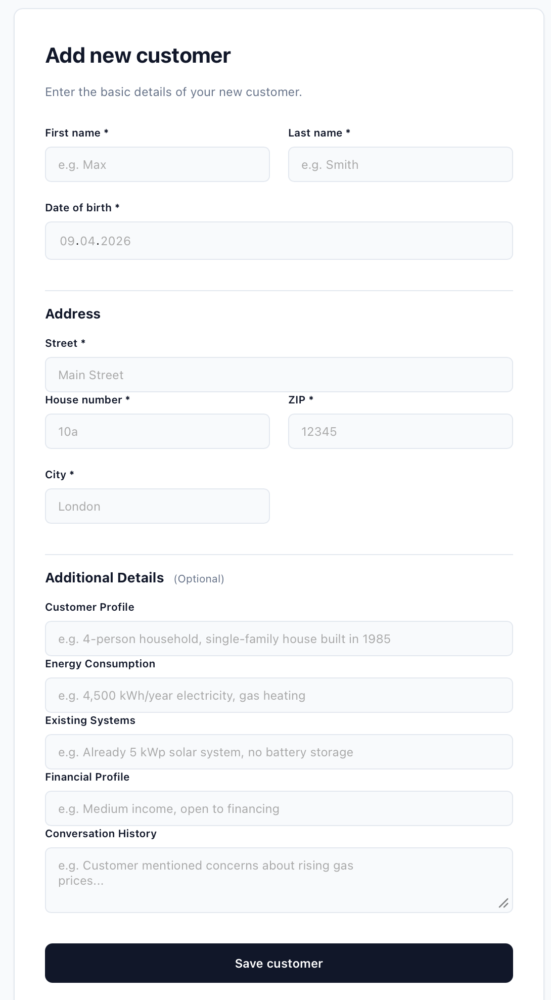 Add new customer
Enter the basic details of your new customer.
First name * Last name *
e.g. Max e.g. Smith
Date of birth *
09.04.2026
Address
Street *
Main Street
House number * ZIP *
10a 12345
City *
London
Additional Details (Optional)
Customer Profile
e.g. 4-person household, single-family house built in 1985
Energy Consumption
e.g. 4,500 kWh/year electricity, gas heating
Existing Systems
e.g. Already 5 kWp solar system, no battery storage
Financial Profile
e.g. Medium income, open to financing
Conversation History
e.g. Customer mentioned concerns about rising gas
prices...
Save customer